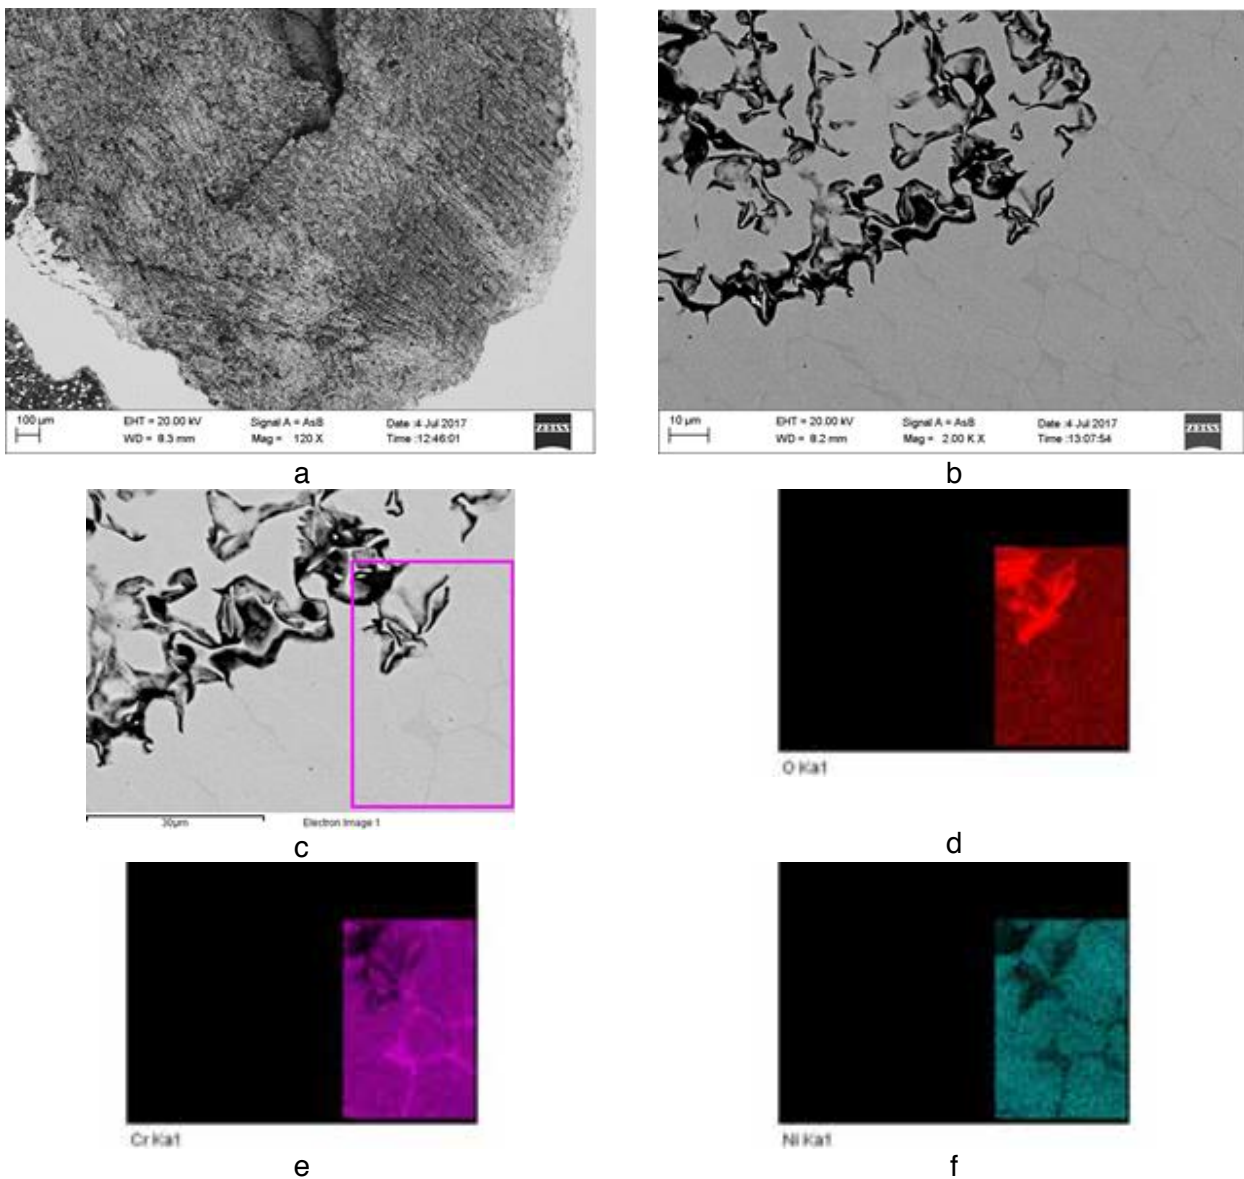 100 µm
EHT = 20.00 kV
Signal A = AsB
Date :4 Jul 2017
WD = 8.3 mm
Mag = 120 X
Time :12:46:01
ZEISS
10 µm
EHT = 20.00 kV
Signal A = AsB
Date :4 Jul 2017
WD = 8.2 mm
Mag = 2.00 K X
Time :13:07:54
ZEISS
a
b
30µm
Electron Image 1
O Ka1
c
d
Cr Ka1
Ni Ka1
e
f